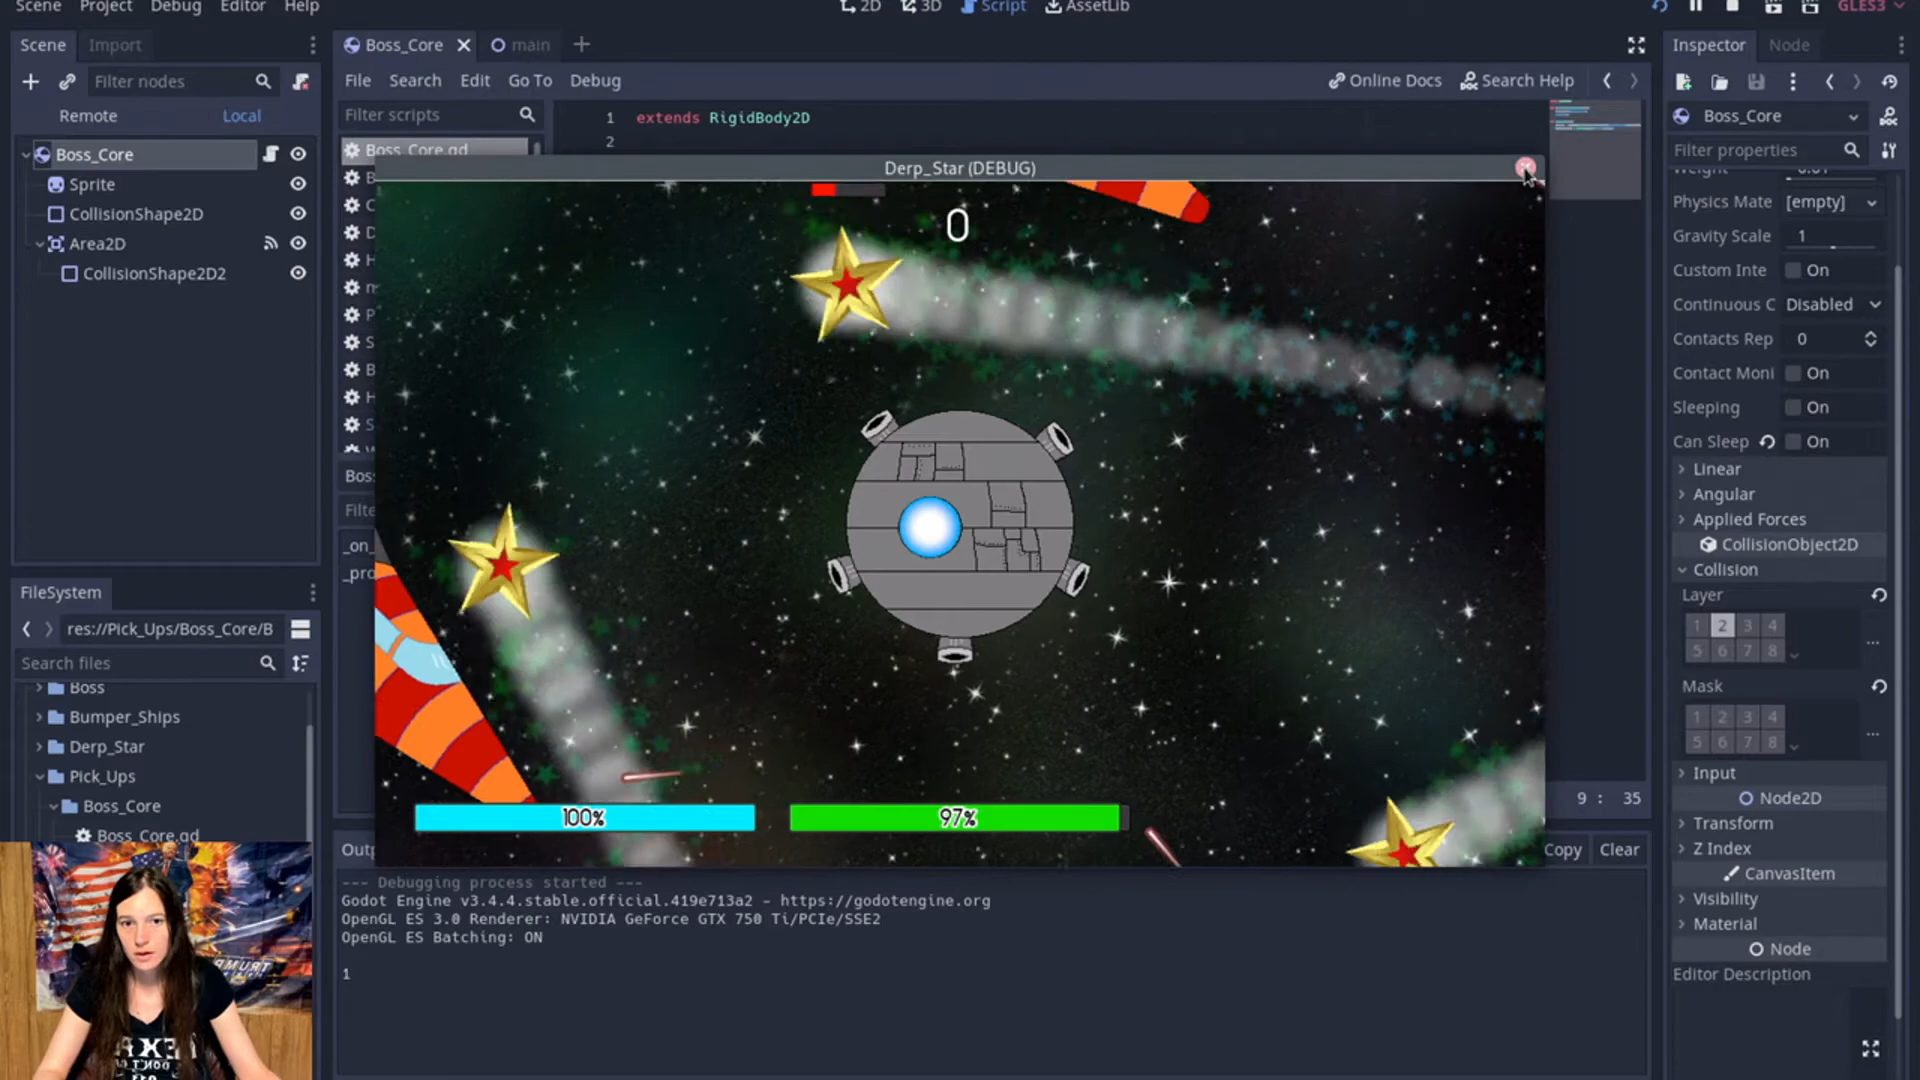 Scene Project Debug Editor Help
2D 3D Script AssetLib
GLES3
Scene Import
Filter nodes
Remote Local
Boss_Core
Sprite
CollisionShape2D
Area2D
CollisionShape2D2
FileSystem
res://Pick_Ups/Boss_Core/B
Search files
Boss
Bumper_Ships
Derp_Star
Pick_Ups
Boss_Core
Boss_Core.gd
Boss_Core main
File Search Edit Go To Debug
Online Docs Search Help
Filter scripts
Boss_Core.gd
1 extends RigidBody2D
2
Derp_Star (DEBUG)
0
100%
97%
Bos
Filte
_on_
_pro
9 : 35
Outp
Copy Clear
--- Debugging process started ---
Godot Engine v3.4.4.stable.official.419e713a2 - https://godotengine.org
OpenGL ES 3.0 Renderer: NVIDIA GeForce GTX 750 Ti/PCIe/SSE2
OpenGL ES Batching: ON
1
Inspector Node
Boss_Core
Filter properties
Physics Mate [empty]
Gravity Scale 1
Custom Inte On
Continuous C Disabled
Contacts Rep 0
Contact Moni On
Sleeping On
Can Sleep On
Linear
Angular
Applied Forces
CollisionObject2D
Collision
Layer
1 2 3 4
5 6 7 8
Mask
1 2 3 4
5 6 7 8
Input
Node2D
Transform
Z Index
CanvasItem
Visibility
Material
Node
Editor Description